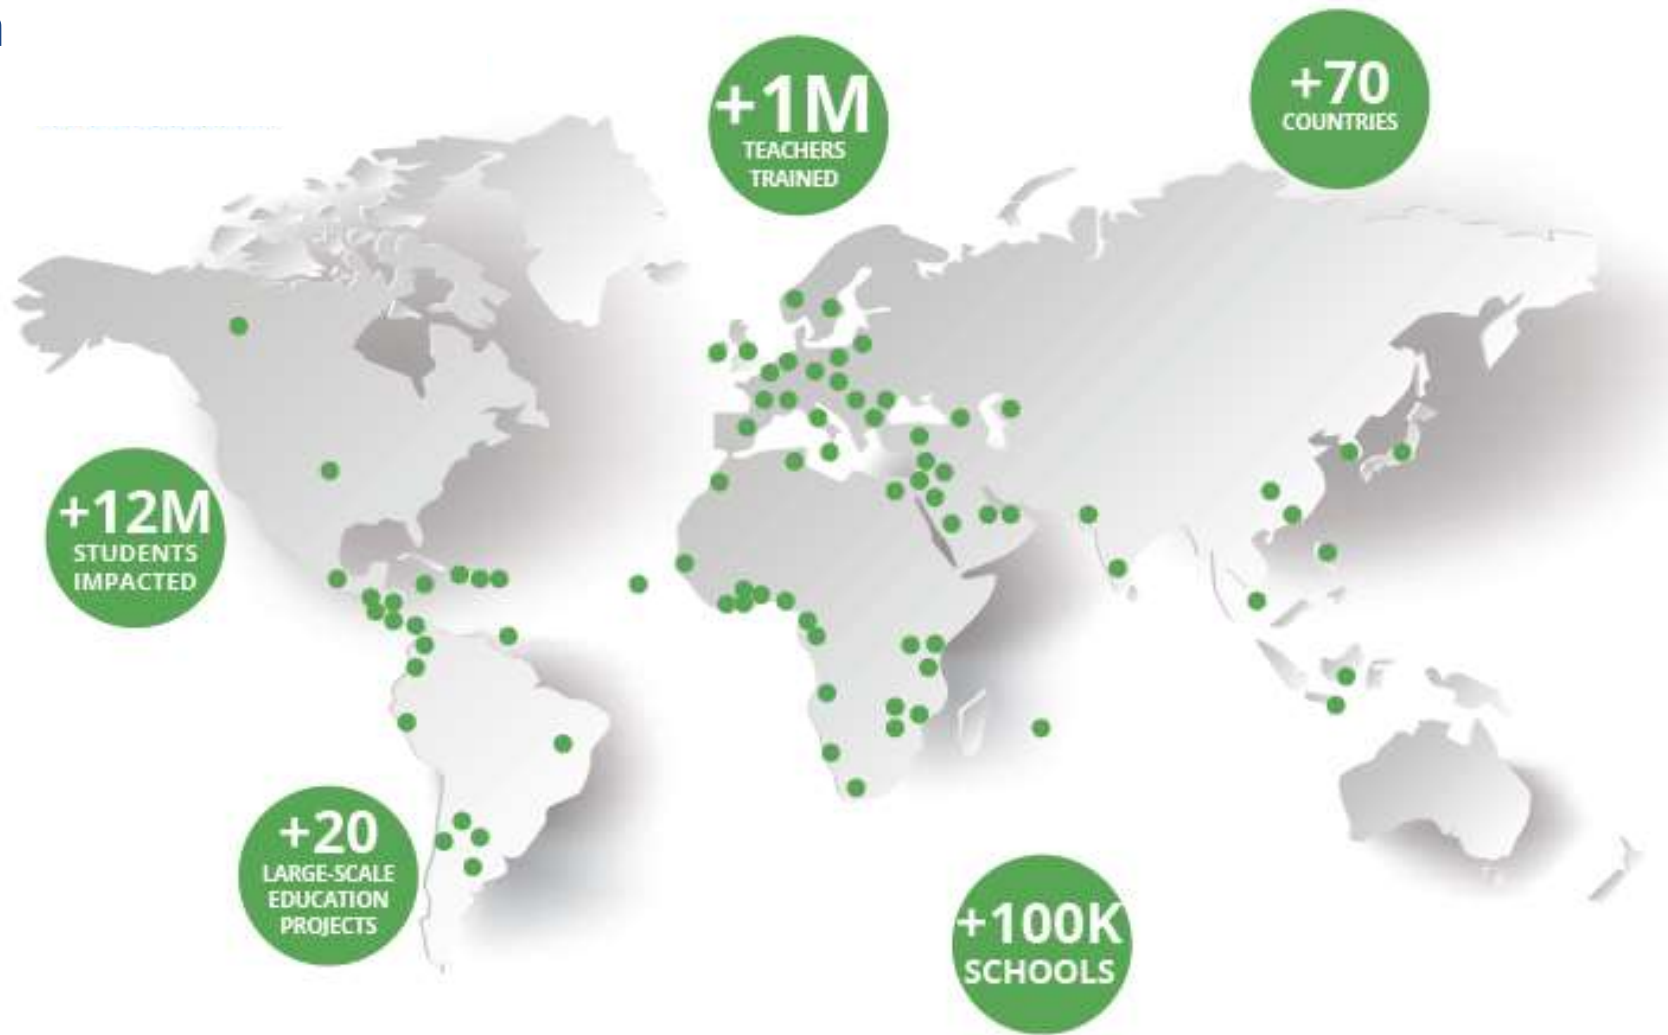 +1M
TEACHERS
TRAINED
+70
COUNTRIES
+12M
STUDENTS
IMPACTED
+20
LARGE-SCALE
EDUCATION
PROJECTS
+100K
SCHOOLS